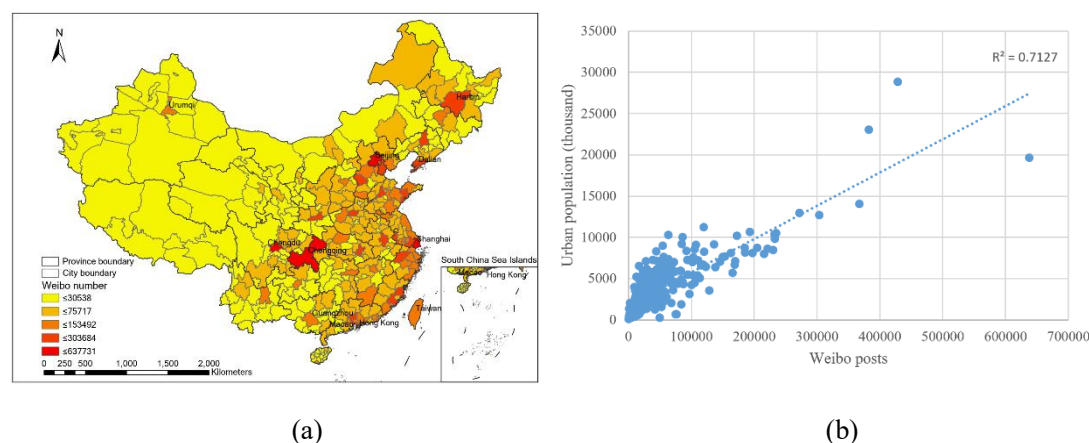 N
Urumqi
Harbin
Beijing
Dalian
Shanghai
Chengdu
Chongqing
Guangzhou
Hong Kong
Taiwan
South China Sea Islands
Hong Kong
Province boundary
City boundary
Weibo number
≤30538
≤75717
≤153492
≤303684
≤637731
0 250 500 1,000 1,500 2,000
Kilometers
(a)
b)
R² = 0.7127
Urban population (thousand)
35000
30000
25000
20000
15000
10000
5000
0
0 100000 200000 300000 400000 500000 600000 700000
Weibo posts
(b)